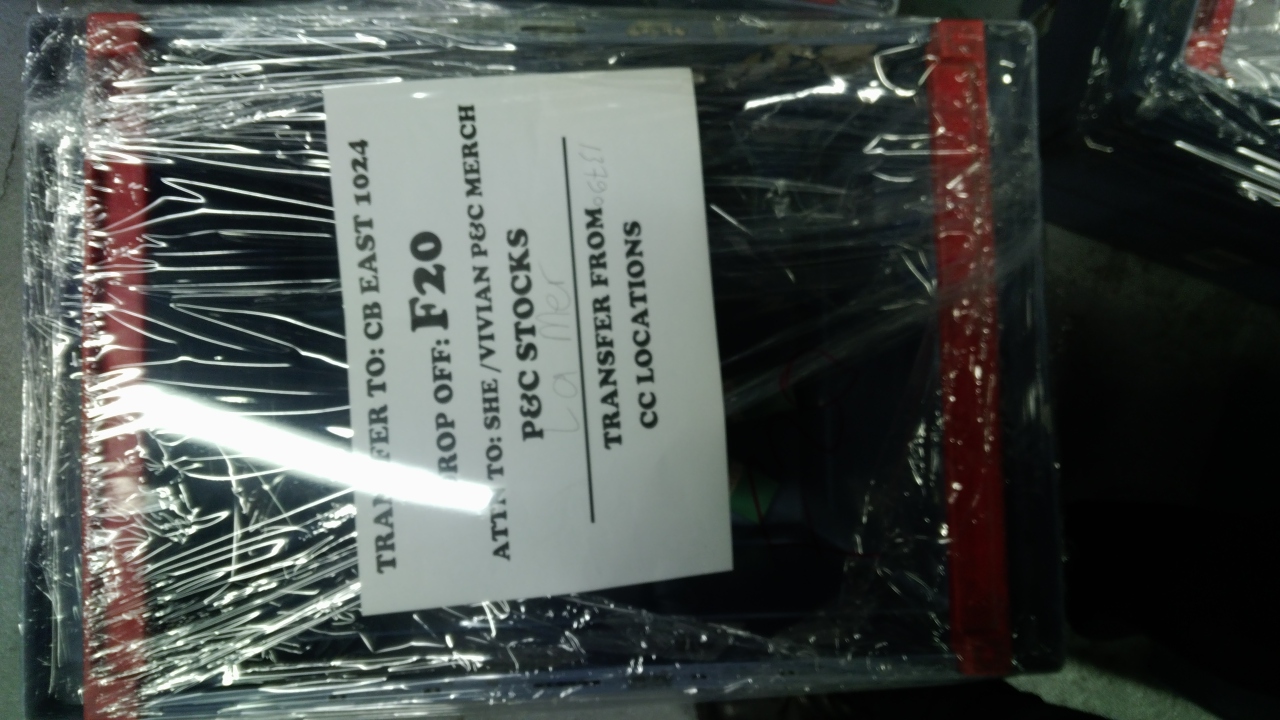 TRANSFER TO: CB EAST 1024
DROP OFF: F20
ATTN TO: SHE /VIVIAN P&C MERCH
P&C STOCKS
La Mer
TRANSFER FROM
CC LOCATIONS